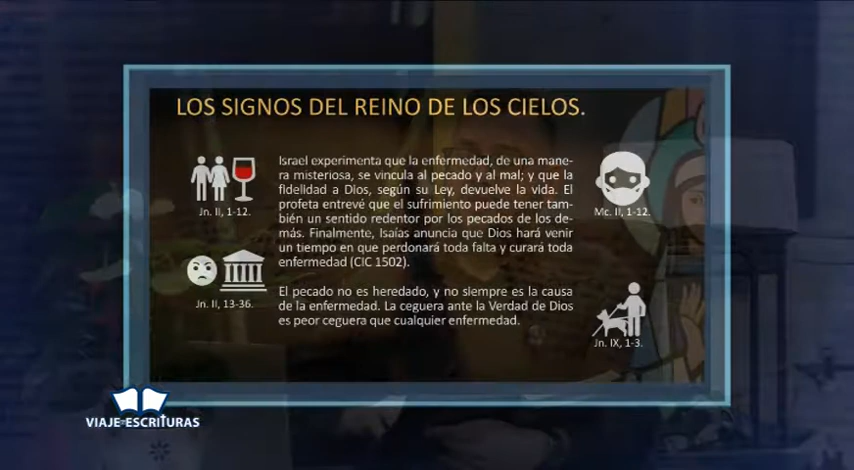 LOS SIGNOS DEL REINO DE LOS CIELOS.
Israel experimenta que la enfermedad, de una mane-
ra misteriosa, se vincula al pecado y al mal; y que la
fidelidad a Dios, según su Ley, devuelve la vida. El
profeta entrevé que el sufrimiento puede tener tam-
bién un sentido redentor por los pecados de los de-
más. Finalmente, Isaías anuncia que Dios hará venir
un tiempo en que perdonará toda falta y curará toda
enfermedad (CIC 1502).
El pecado no es heredado, y no siempre es la causa
de la enfermedad. La ceguera ante la Verdad de Dios
es peor ceguera que cualquier enfermedad.
Jn. II, 1-12.
Jn. II, 13-36.
Mc. II, 1-12.
Jn. IX, 1-3.
VIAJE ESCRITURAS